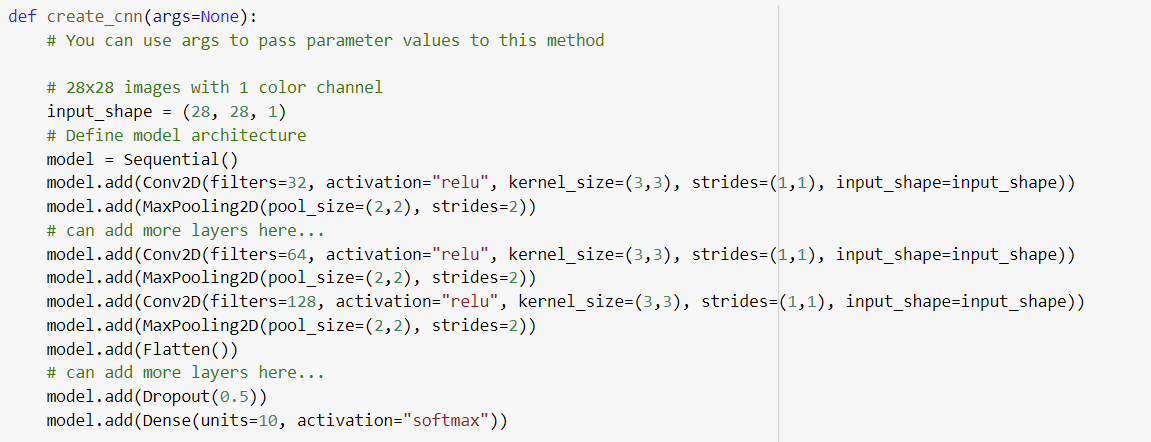 def create_cnn(args=None):
    # You can use args to pass parameter values to this method

    # 28x28 images with 1 color channel
    input_shape = (28, 28, 1)
    # Define model architecture
    model = Sequential()
    model.add(Conv2D(filters=32, activation="relu", kernel_size=(3,3), strides=(1,1), input_shape=input_shape))
    model.add(MaxPooling2D(pool_size=(2,2), strides=2))
    # can add more layers here...
    model.add(Conv2D(filters=64, activation="relu", kernel_size=(3,3), strides=(1,1), input_shape=input_shape))
    model.add(MaxPooling2D(pool_size=(2,2), strides=2))
    model.add(Conv2D(filters=128, activation="relu", kernel_size=(3,3), strides=(1,1), input_shape=input_shape))
    model.add(MaxPooling2D(pool_size=(2,2), strides=2))
    model.add(Flatten())
    # can add more layers here...
    model.add(Dropout(0.5))
    model.add(Dense(units=10, activation="softmax"))